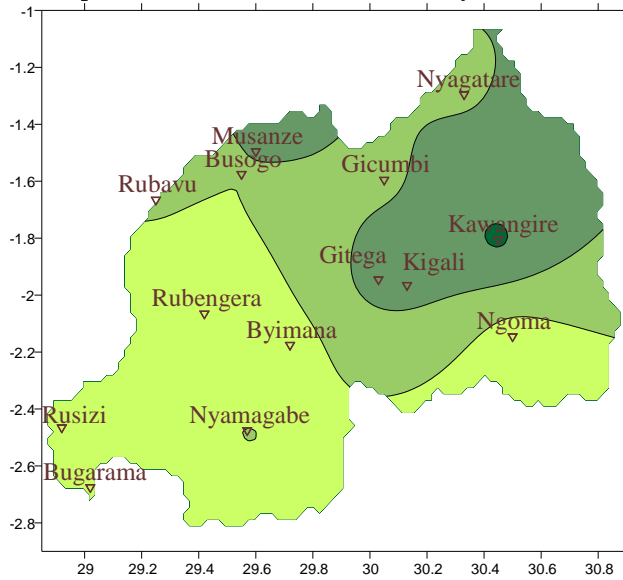 -1
-1.2
-1.4
-1.6
-1.8
-2
-2.2
-2.4
-2.6
-2.8
Nyagatare
Musanze
Busogo
Gicumbi
Rubavu
Kawangire
Gitega
Kigali
Rubengera
Ngoma
Byimana
Rusizi
Nyamagabe
Bugarama
29 29.2 29.4 29.6 29.8 30 30.2 30.4 30.6 30.8